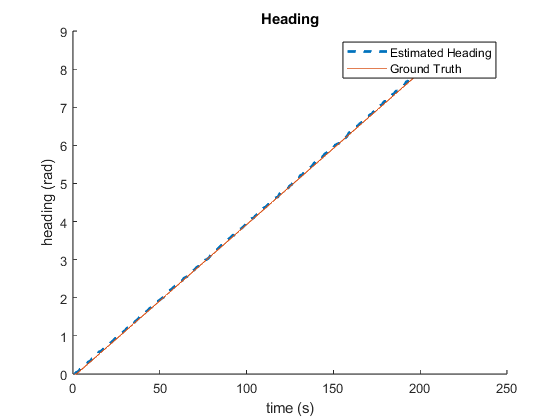 Heading
Estimated Heading
Ground Truth
heading (rad)
9
8
7
6
5
4
3
2
1
0
0 50 100 150 200 250
time (s)